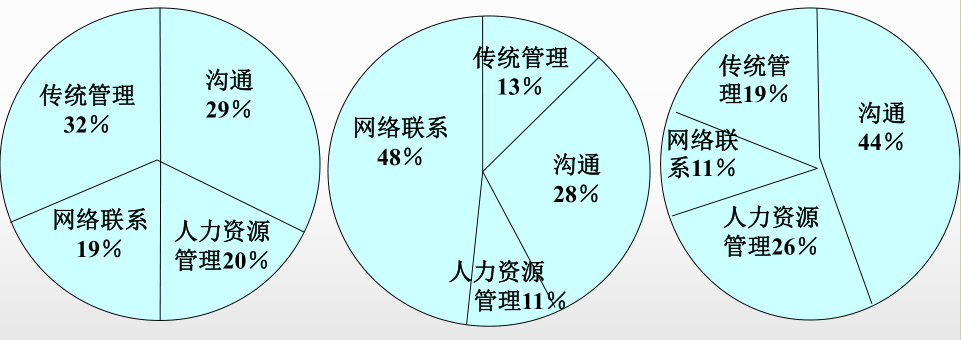 传统管理
32%
沟通
29%
网络联系
19%
人力资源
管理20%
传统管理
13%
网络联系
48%
沟通
28%
人力资源
管理11%
传统管
理19%
沟通
44%
网络联
系11%
人力资源
管理26%